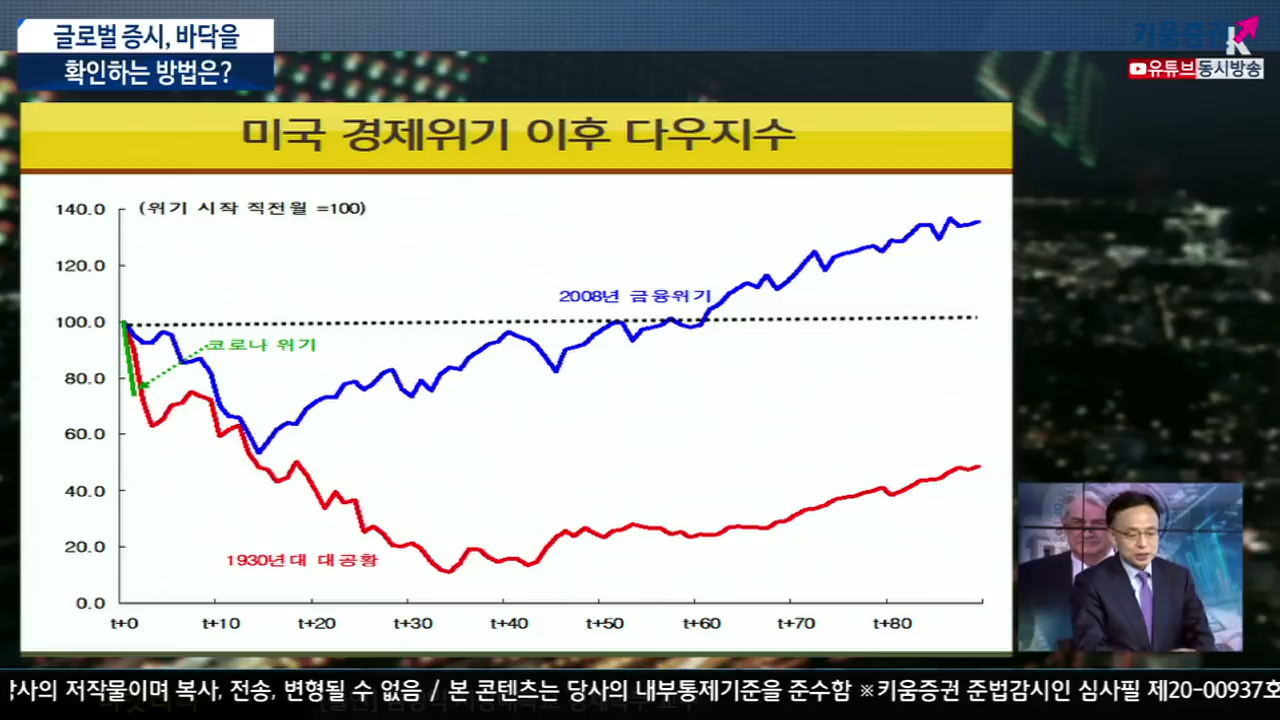 글로벌 증시, 바닥을
확인하는 방법은?
키움증권
유튜브 동시방송
미국 경제위기 이후 다우지수
(위기 시작 직전월 =100)
140.0
120.0
100.0
80.0
60.0
40.0
20.0
0.0
2008년 금융위기
코로나 위기
1930년대 대공황
t+0 t+10 t+20 t+30 t+40 t+50 t+60 t+70 t+80
사의 저작물이며 복사, 전송, 변형될 수 없음 / 본 콘텐츠는 당사의 내부통제기준을 준수함 ※키움증권 준법감시인 심사필 제20-00937호